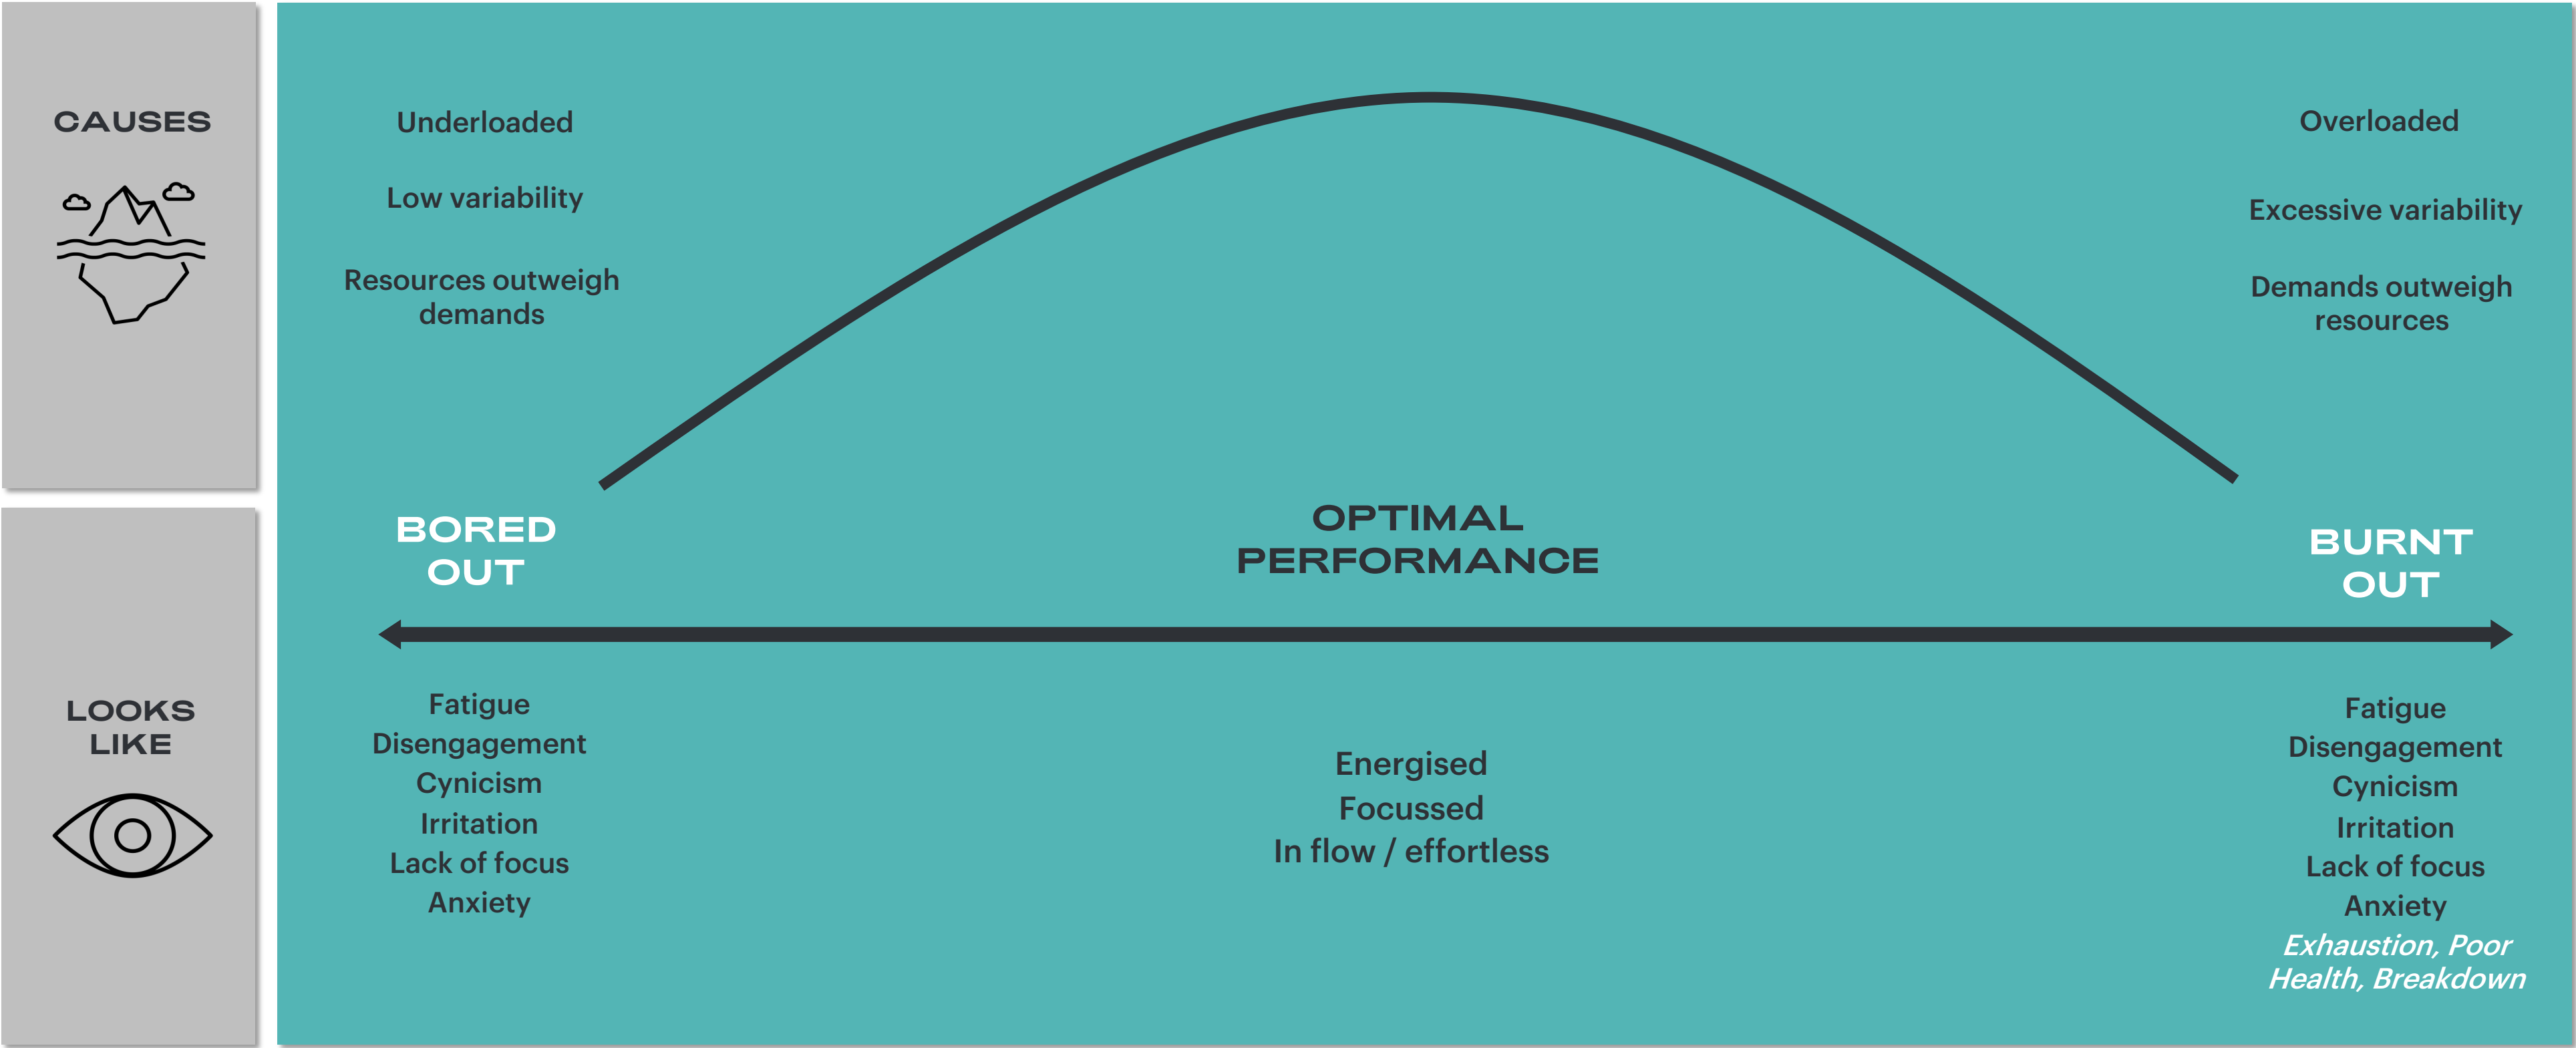 CAUSES
Underloaded
Low variability
Resources outweigh
demands
Overloaded
Excessive variability
Demands outweigh
resources
BORED
OUT
OPTIMAL
PERFORMANCE
BURNT
OUT
LOOKS
LIKE
Fatigue
Disengagement
Cynicism
Irritation
Lack of focus
Anxiety
Energised
Focussed
In flow / effortless
Fatigue
Disengagement
Cynicism
Irritation
Lack of focus
Anxiety
Exhaustion, Poor
Health, Breakdown